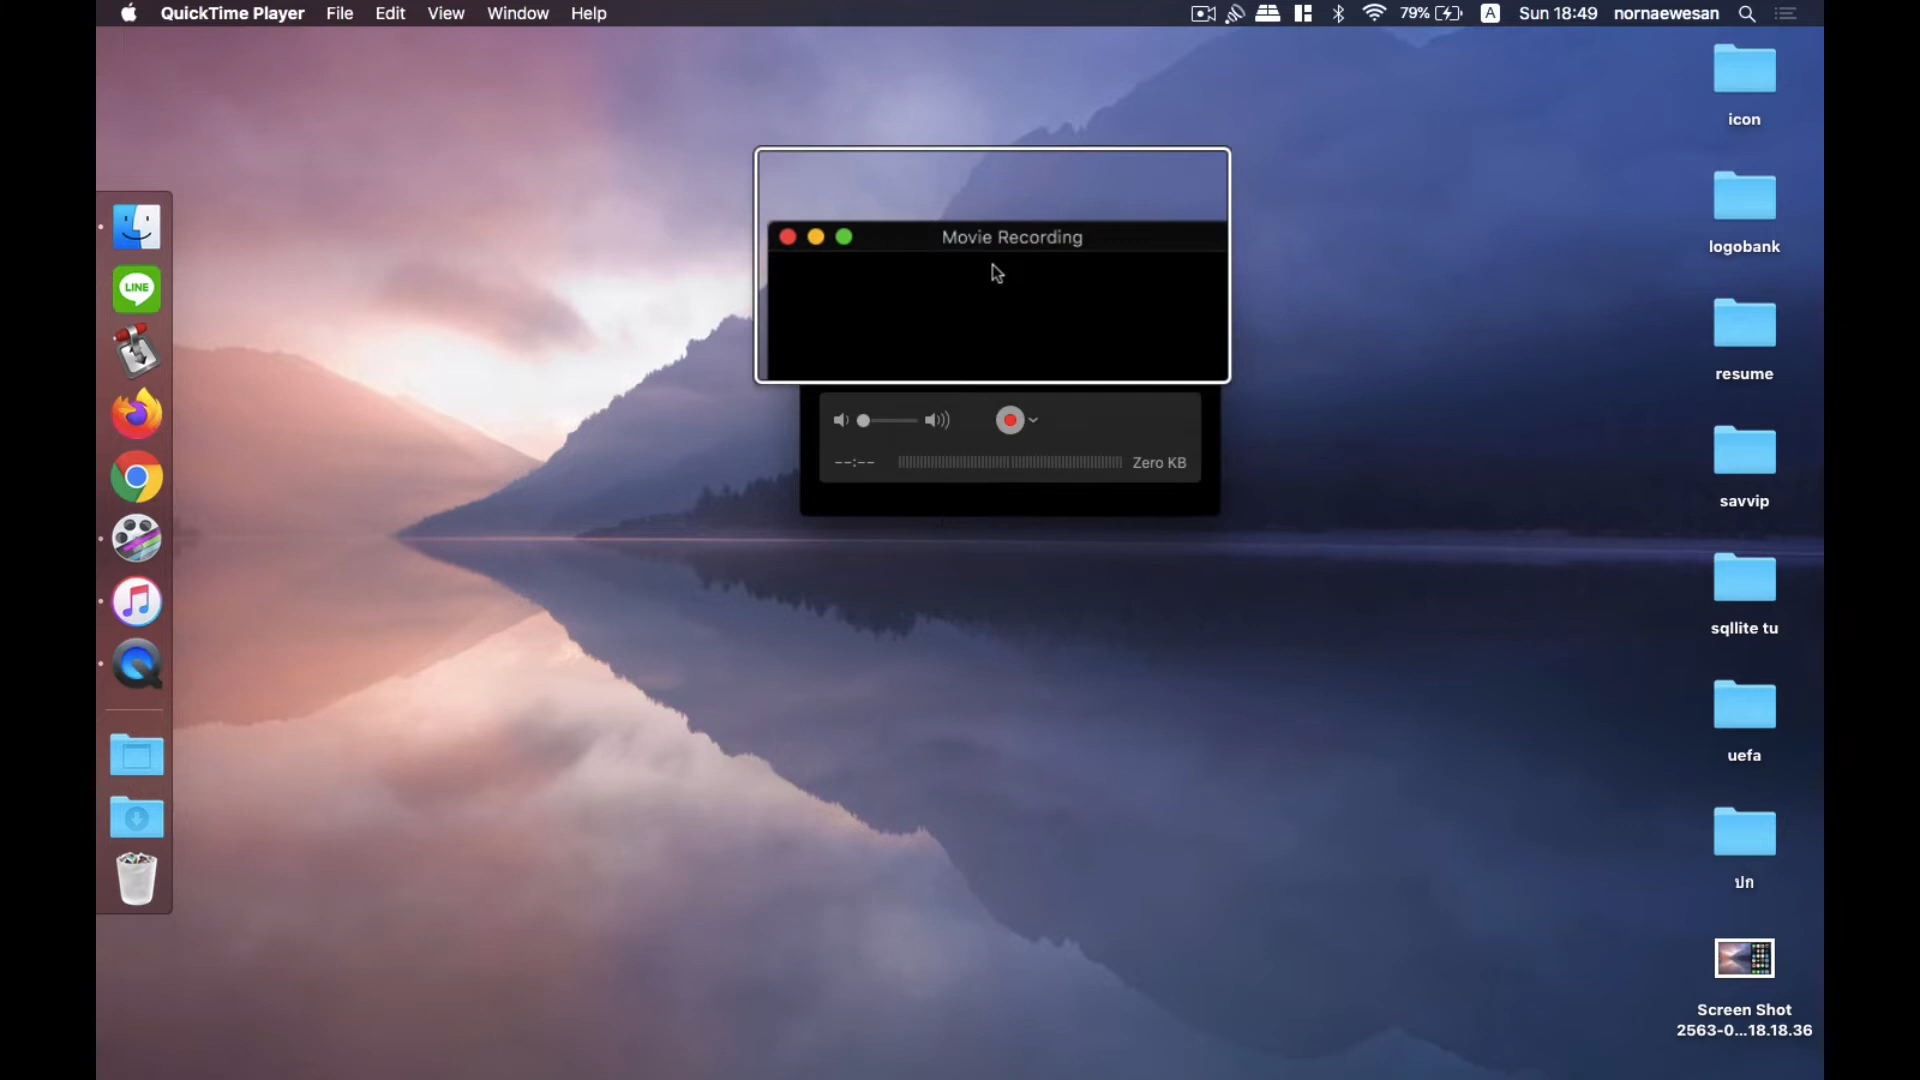 QuickTime Player File Edit View Window Help 79% A Sun 18:49 nornaewesan
icon
logobank
resume
savvip
sqllite tu
uefa
ปก
Screen Shot
2563-0...18.18.36
LINE
Movie Recording
--:-- Zero KB